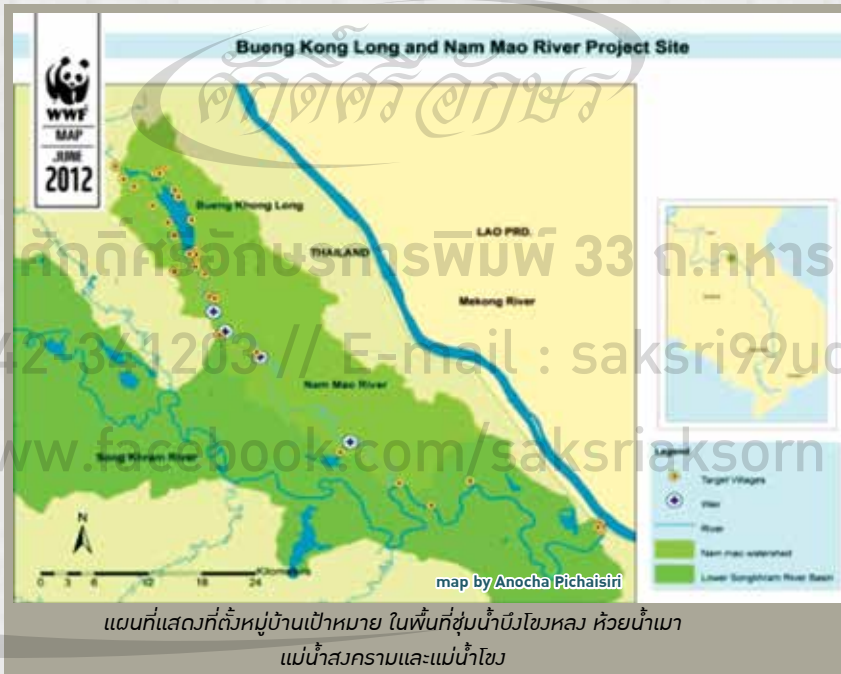 Bueng Kong Long and Nam Mao River Project Site
WWF
MAP
JUNE
2012
ศักดิ์ศรีอักษร
Bueng Khong Long
THAILAND
LAO PRD.
Mekong River
ศักดิ์ศรีอักษรการพิมพ์ 33 ถ.ทหาร
42-341203 // E-mail : saksri99ud
Nam Mao River
ww.facebook.com/saksriaksorn
Song Khram River
Legend
Target Villages
Weir
River
Nam mao watershed
Lower Songkhram River Basin
N
Kilometers
0 3 6 12 18 24
map by Anocha Pichaisiri
แผนที่แสดงที่ตั้งหมู่บ้านเป้าหมาย ในพื้นที่ชุ่มน้ำบึงโขงหลง ห้วยน้ำเมา
แม่น้ำสงครามและแม่น้ำโขง